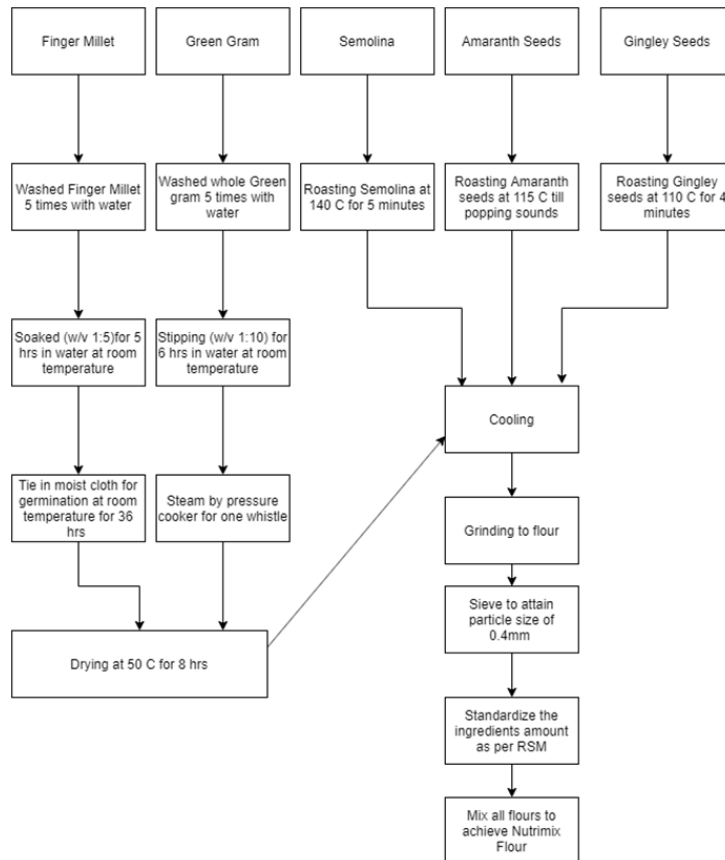 Finger Millet
Green Gram
Semolina
Amaranth Seeds
Gingley Seeds
Washed Finger Millet
5 times with water
Washed whole Green
gram 5 times with
water
Roasting Semolina at
140 C for 5 minutes
Roasting Amaranth
seeds at 115 C till
popping sounds
Roasting Gingley
seeds at 110 C for 4
minutes
Soaked (w/v 1:5)for 5
hrs in water at room
temperature
Stipping (w/v 1:10) for
6 hrs in water at room
temperature
Cooling
Tie in moist cloth for
germination at room
temperature for 36
hrs
Steam by pressure
cooker for one whistle
Grinding to flour
Sieve to attain
particle size of
0.4mm
Drying at 50 C for 8 hrs
Standardize the
ingredients amount
as per RSM
Mix all flours to
achieve Nutrimix
Flour